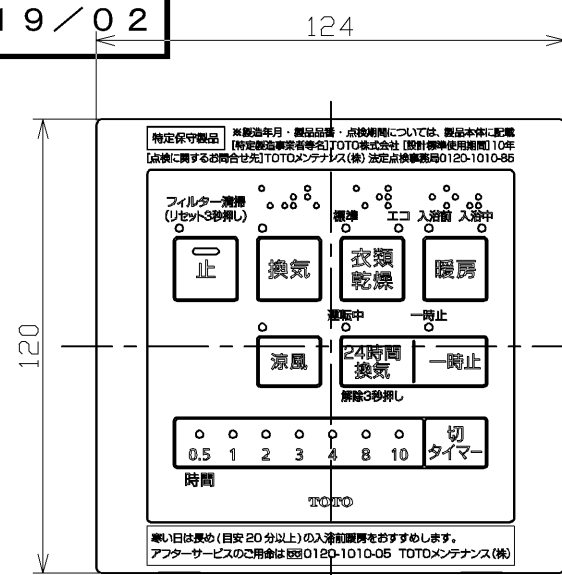 19/02
124
120
特定保守製品
※製造年月・製品品番・点検期間については、製品本体に記載
[特定製造事業者等名]TOTO株式会社 [設計標準使用期間]10年
[点検に関するお問合せ先]TOTOメンテナンス(株) 法定点検事務局0120-1010-85
フィルター清掃
(リセット3秒押し)
標準 エコ 入浴前 入浴中
止
換気
衣類
乾燥
暖房
運転中 一時止
涼風
24時間
換気
一時止
解除3秒押し
0.5 1 2 3 4 8 10
切
タイマー
時間
TOTO
寒い日は長め(目安20分以上)の入浴前暖房をおすすめします。
アフターサービスのご用命は 0120-1010-05 TOTOメンテナンス(株)